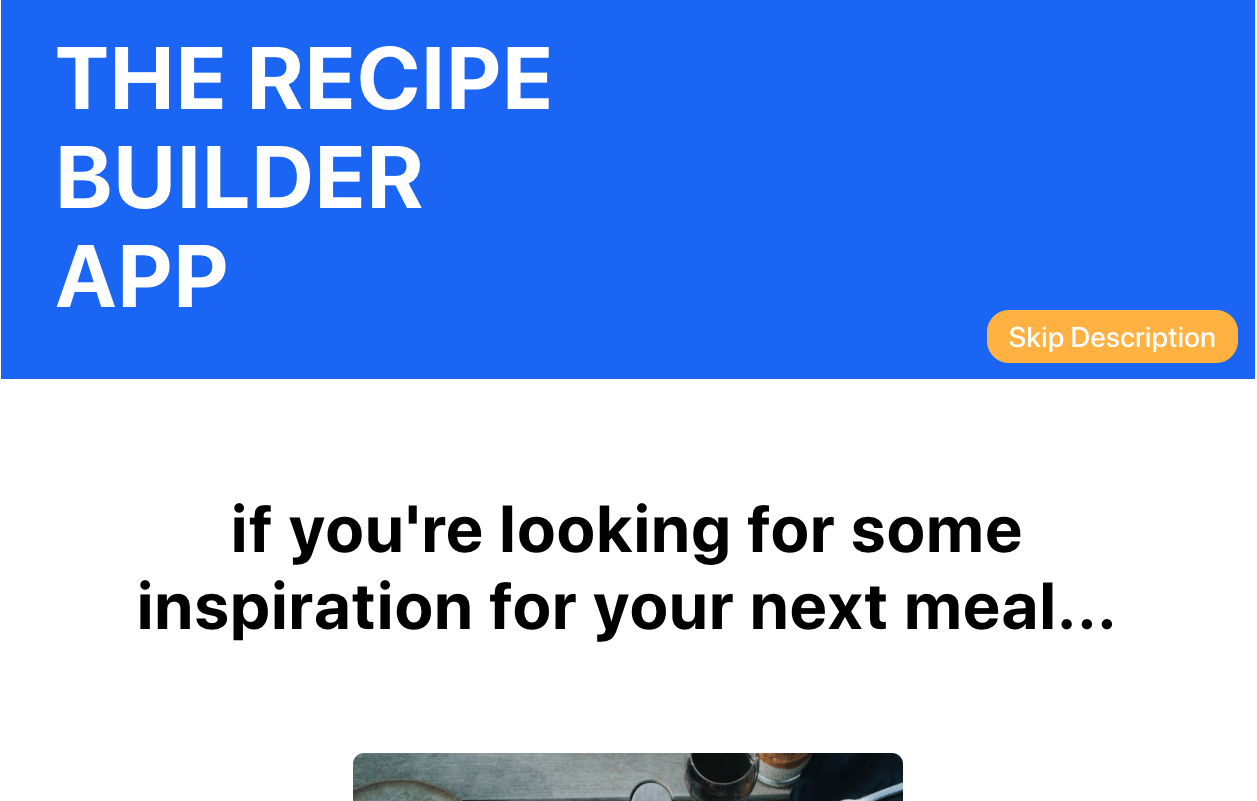 THE RECIPE
BUILDER
APP
Skip Description
if you're looking for some
inspiration for your next meal...